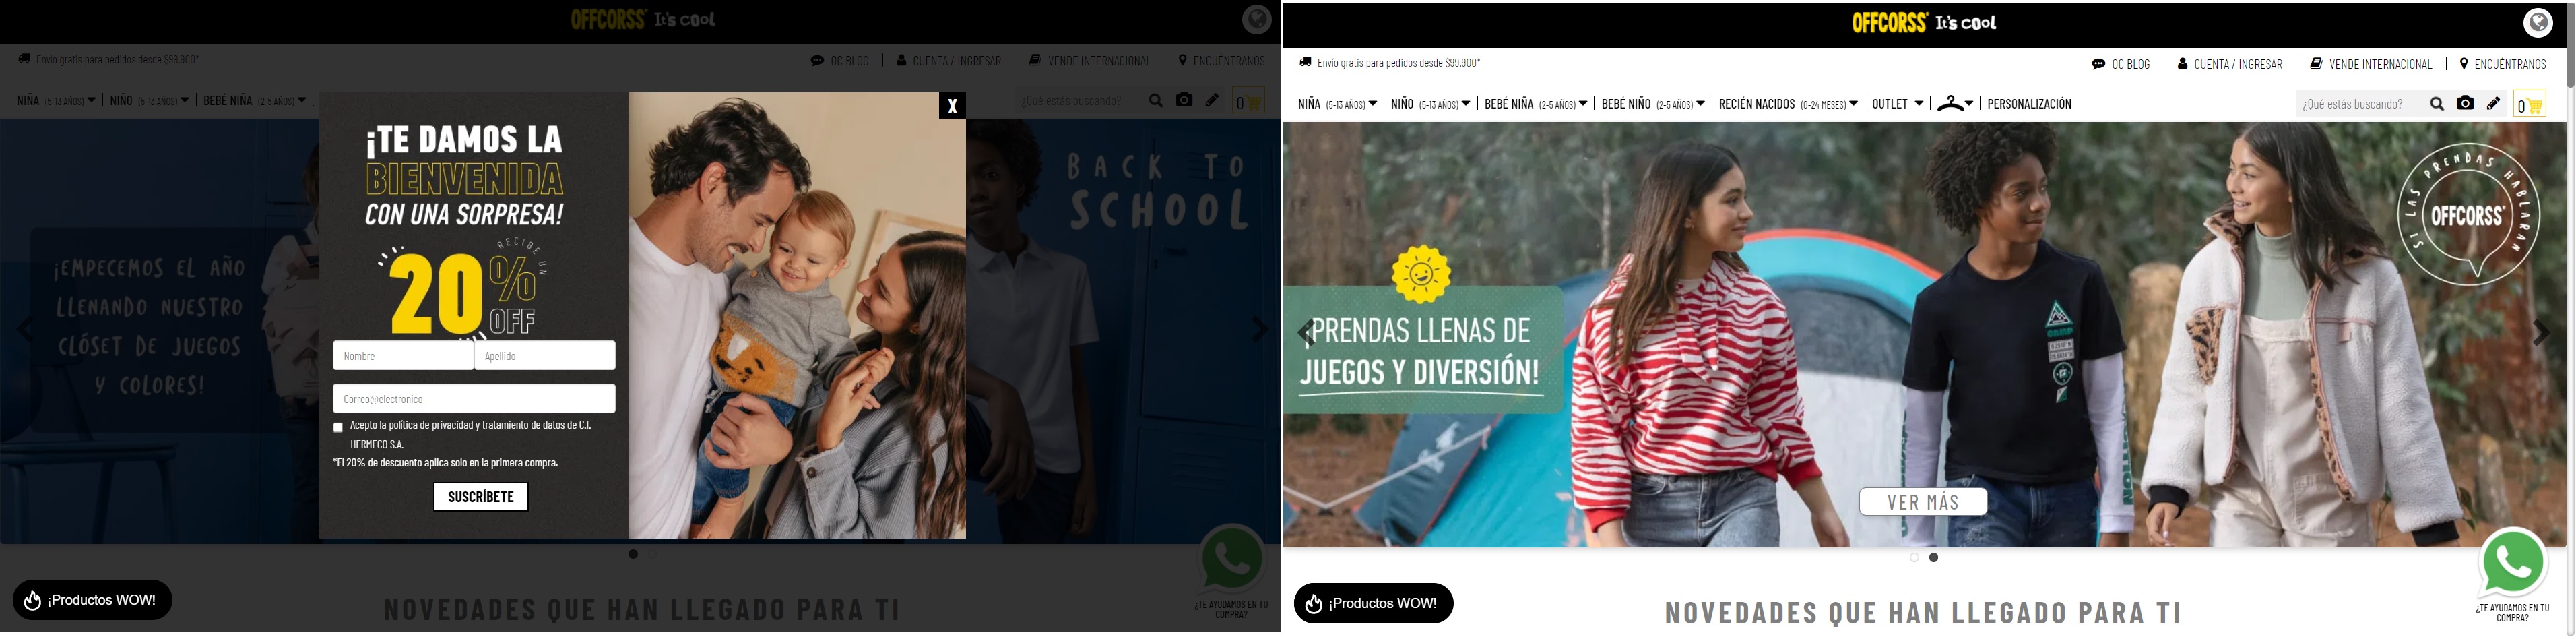 OFFCORSS It's cool
Envío gratis para pedidos desde $99.900*
OC BLOG
CUENTA / INGRESAR
VENDE INTERNACIONAL
ENCUÉNTRANOS
NIÑA (5-13 AÑOS)
NIÑO (5-13 AÑOS)
BEBÉ NIÑA (2-5 AÑOS)
¿Qué estás buscando?
0
X
¡TE DAMOS LA
BIENVENIDA
CON UNA SORPRESA!
RECIBE UN
20% OFF
Nombre
Apellido
Correo@electronico
Acepto la política de privacidad y tratamiento de datos de C.I.
HERMECO S.A.
*El 20% de descuento aplica solo en la primera compra.
SUSCRÍBETE
¡EMPECEMOS EL AÑO
LLENANDO NUESTRO
CLÓSET DE JUEGOS
Y COLORES!
BACK TO
SCHOOL
¡Productos WOW!
NOVEDADES QUE HAN LLEGADO PARA TI
¿TE AYUDAMOS EN TU
COMPRA?
OFFCORSS It's cool
Envío gratis para pedidos desde $99.900*
OC BLOG
CUENTA / INGRESAR
VENDE INTERNACIONAL
ENCUÉNTRANOS
NIÑA (5-13 AÑOS)
NIÑO (5-13 AÑOS)
BEBÉ NIÑA (2-5 AÑOS)
BEBÉ NIÑO (2-5 AÑOS)
RECIÉN NACIDOS (0-24 MESES)
OUTLET
PERSONALIZACIÓN
¿Qué estás buscando?
0
¡PRENDAS LLENAS DE
JUEGOS Y DIVERSIÓN!
SI LAS PRENDAS HABLARAN
OFFCORSS
CAMP
VER MÁS
¡Productos WOW!
NOVEDADES QUE HAN LLEGADO PARA TI
¿TE AYUDAMOS EN TU
COMPRA?